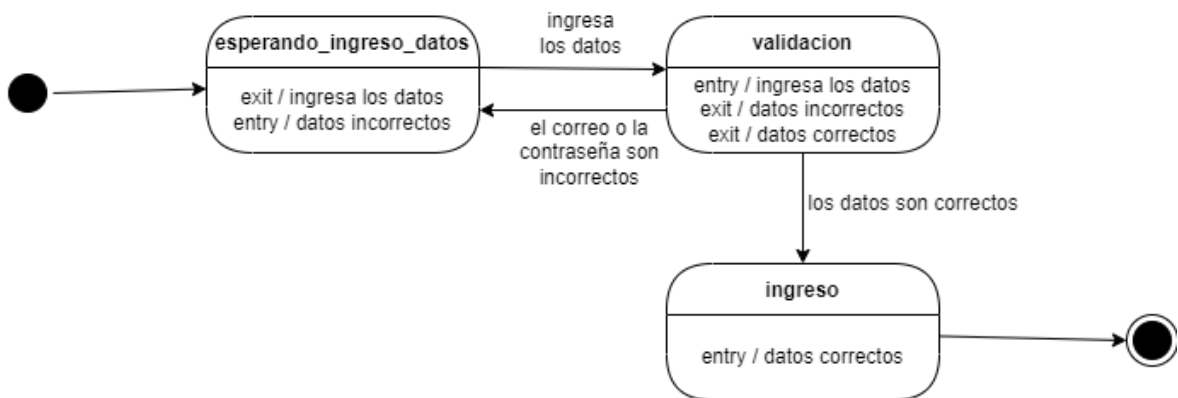 esperando_ingreso_datos
exit / ingresa los datos
entry / datos incorrectos
ingresa
los datos
el correo o la
contraseña son
incorrectos
validacion
entry / ingresa los datos
exit / datos incorrectos
exit / datos correctos
los datos son correctos
ingreso
entry / datos correctos